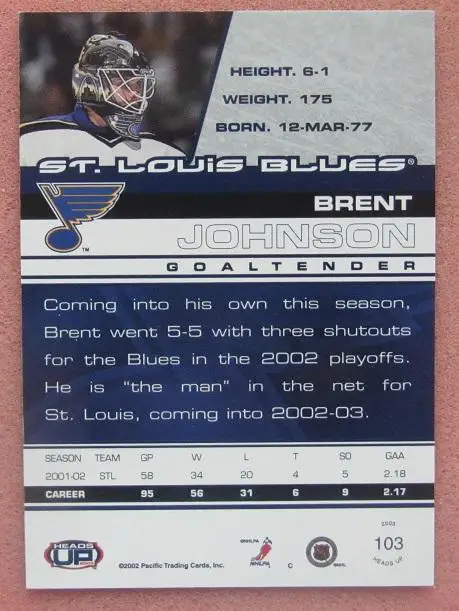 HEIGHT. 6-1
WEIGHT. 175
BORN. 12-MAR-77
ST. LOUIS BLUES®
BRENT
JOHNSON
TM
GOALTENDER
Coming into his own this season,
Brent went 5-5 with three shutouts
for the Blues in the 2002 playoffs.
He is "the man" in the net for
St. Louis, coming into 2002-03.
SEASON TEAM GP W L T SO GAA
2001-02 STL 58 34 20 4 5 2.18
CAREER 95 56 31 6 9 2.17
HEADS
UP
©2002 Pacific Trading Cards, Inc.
©NHLPA
NHLPA
C
©NHL
103
HEADS UP